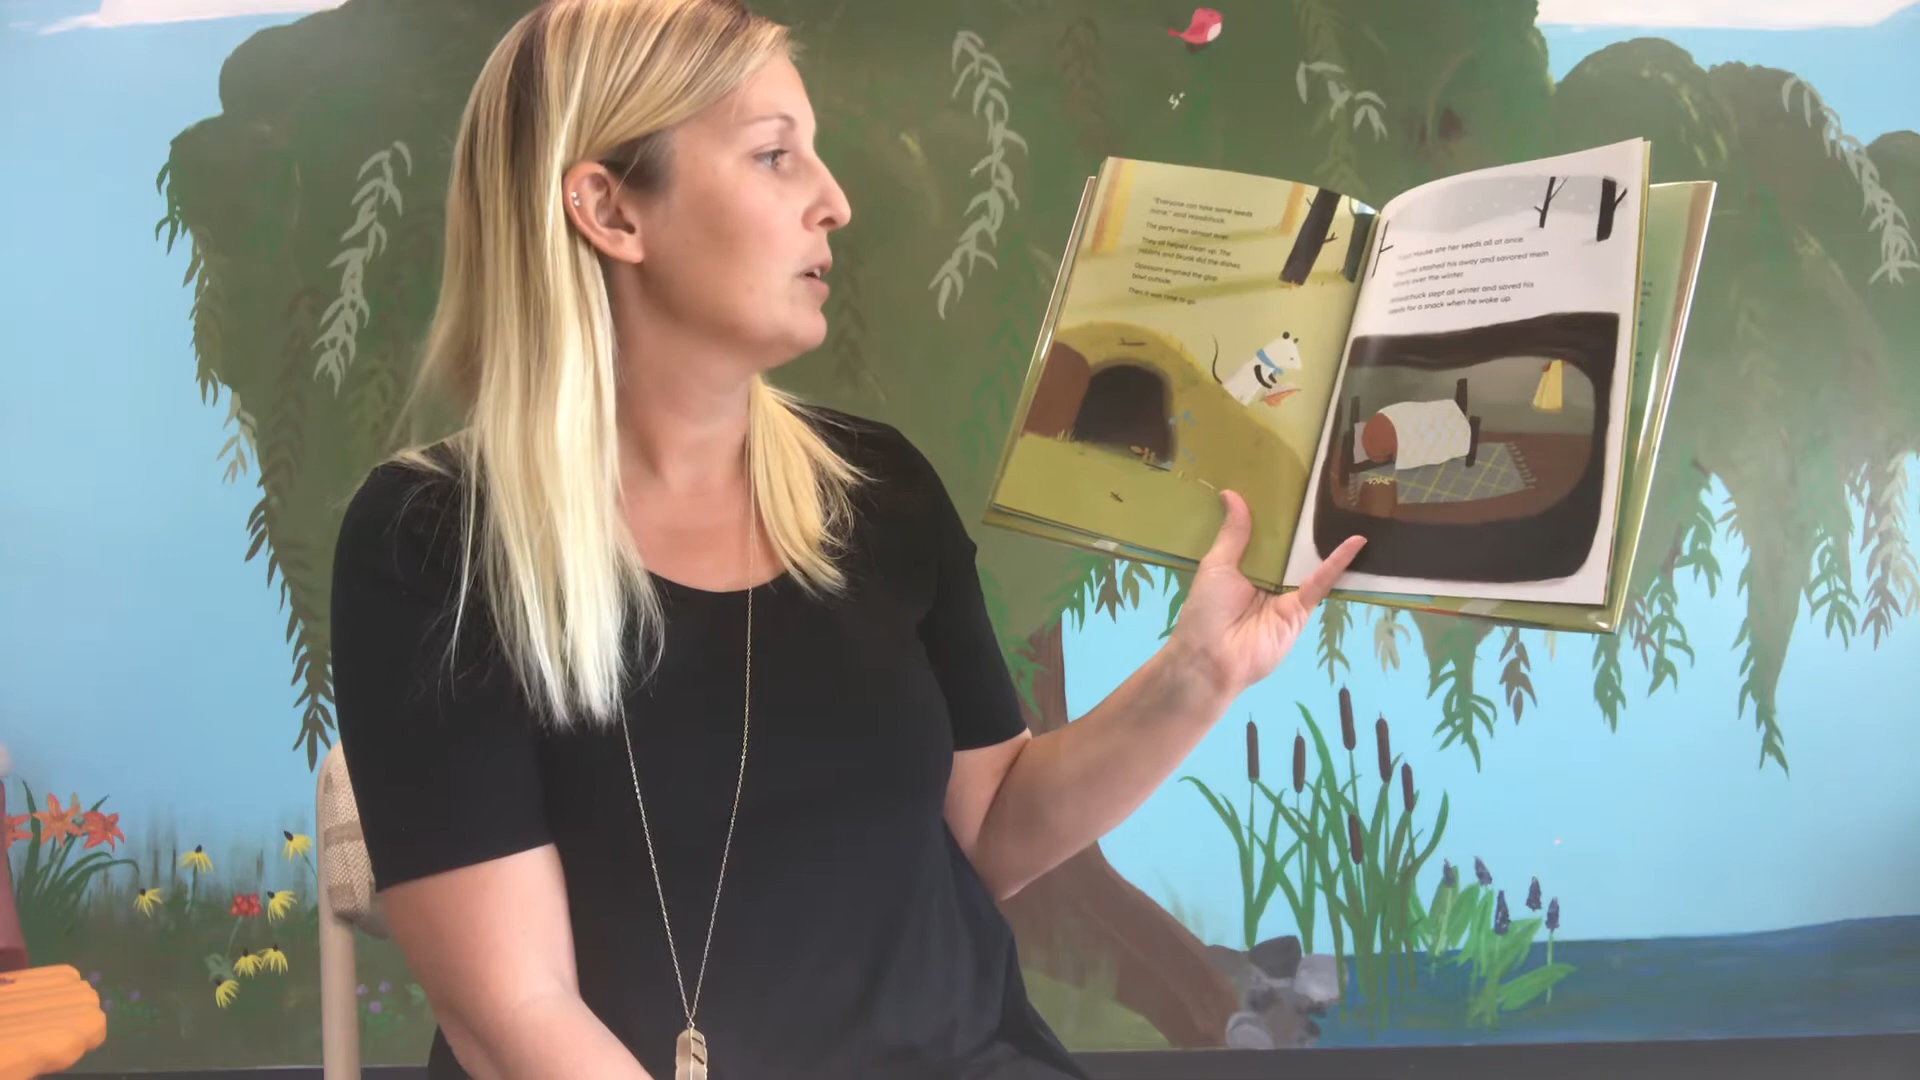 "Everyone can take some seeds
home," said Woodchuck.
The party was almost over.
They all helped clean up. The
rabbits and Skunk did the dishes.
Opossum emptied the glop
bowl outside.
Then it was time to go.
Mouse ate her seeds all at once.
stashed his away and savored them
over the winter.
Woodchuck slept all winter and saved his
seeds for a snack when he woke up.